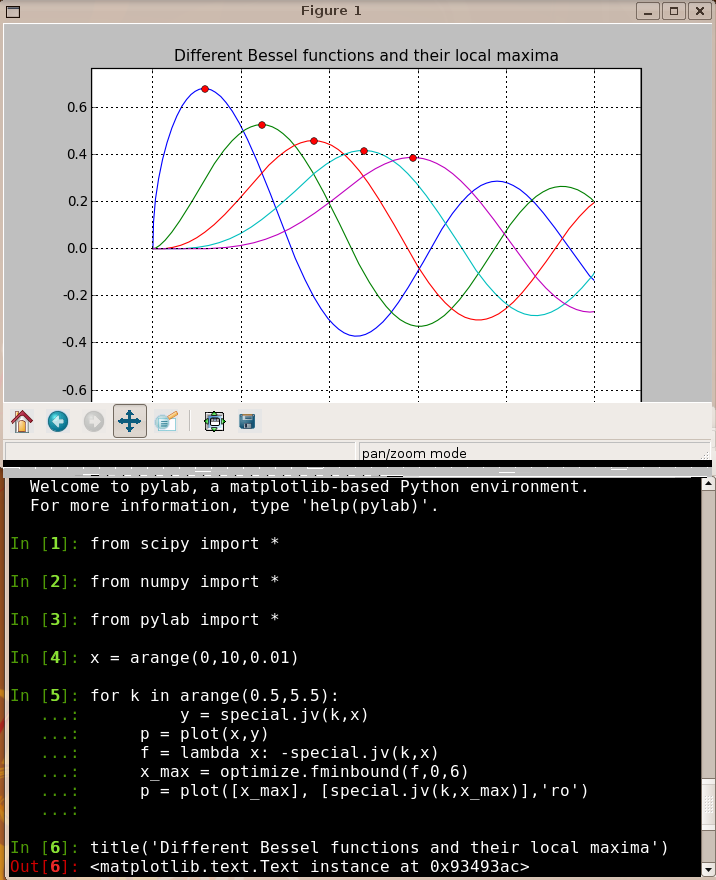 Figure 1
Different Bessel functions and their local maxima
0.6
0.4
0.2
0.0
-0.2
-0.4
-0.6
pan/zoom mode
Welcome to pylab, a matplotlib-based Python environment.
For more information, type 'help(pylab)'.
In [1]: from scipy import *
In [2]: from numpy import *
In [3]: from pylab import *
In [4]: x = arange(0,10,0.01)
In [5]: for k in arange(0.5,5.5):
...: y = special.jv(k,x)
...: p = plot(x,y)
...: f = lambda x: -special.jv(k,x)
...: x_max = optimize.fminbound(f,0,6)
...: p = plot([x_max], [special.jv(k,x_max)],'ro')
...:
In [6]: title('Different Bessel functions and their local maxima')
Out[6]: <matplotlib.text.Text instance at 0x93493ac>